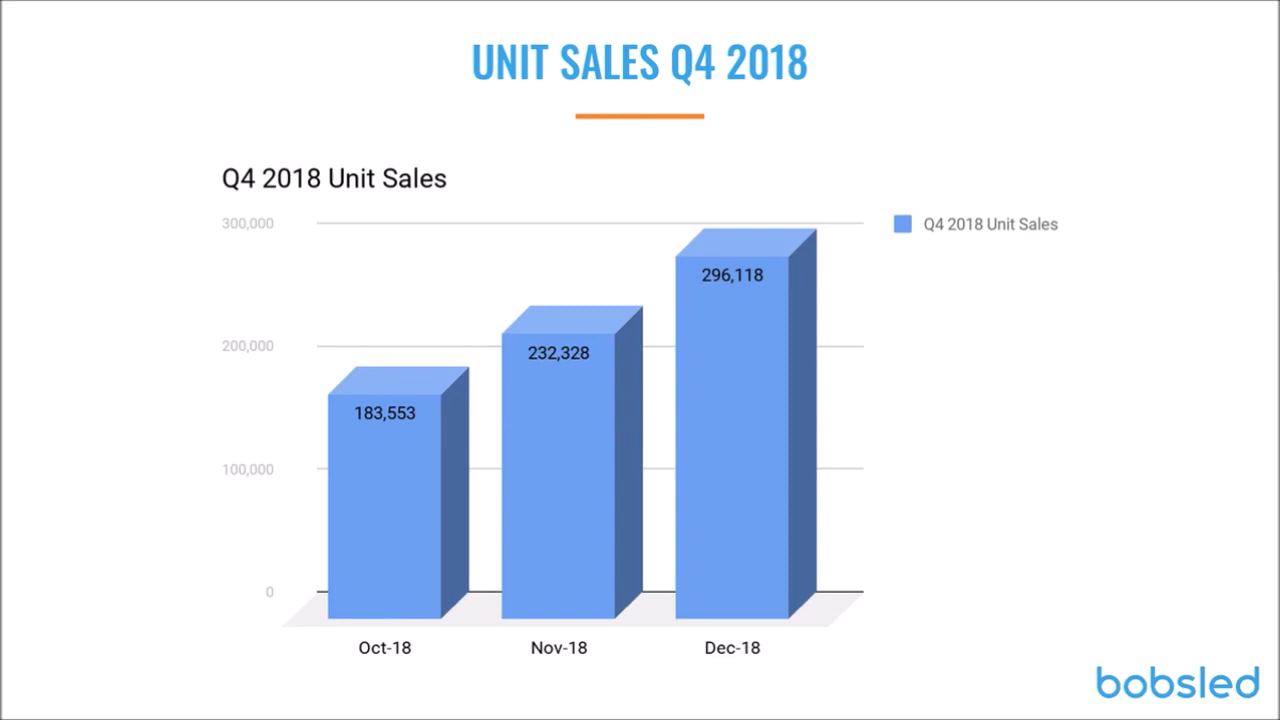 UNIT SALES Q4 2018
Q4 2018 Unit Sales
300,000
Q4 2018 Unit Sales
296,118
200,000
232,328
183,553
100,000
0
Oct-18 Nov-18 Dec-18
bobsled